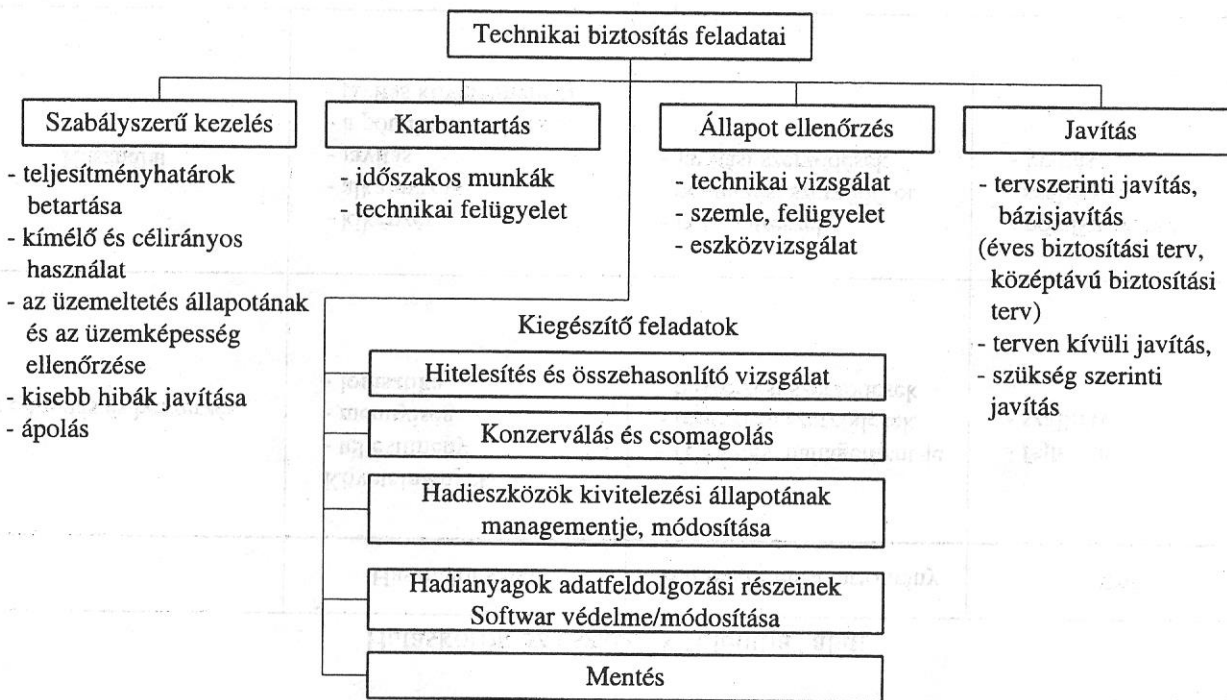 Technikai biztosítás feladatai
Szabályszerű kezelés
- teljesítményhatárok
betartása
- kímélő és célirányos
használat
- az üzemeltetés állapotának
és az üzemképesség
ellenőrzése
- kisebb hibák javítása
- ápolás
Karbantartás
- időszakos munkák
- technikai felügyelet
Állapot ellenőrzés
- technikai vizsgálat
- szemle, felügyelet
- eszközvizsgálat
Javítás
- tervszerinti javítás,
bázisjavítás
(éves biztosítási terv,
középtávú biztosítási
terv)
- terven kívüli javítás,
- szükség szerinti
javítás
Kiegészítő feladatok
Hitelesítés és összehasonlító vizsgálat
Konzerválás és csomagolás
Hadieszközök kivitelezési állapotának
managementje, módosítása
Hadianyagok adatfeldolgozási részeinek
Softwar védelme/módosítása
Mentés